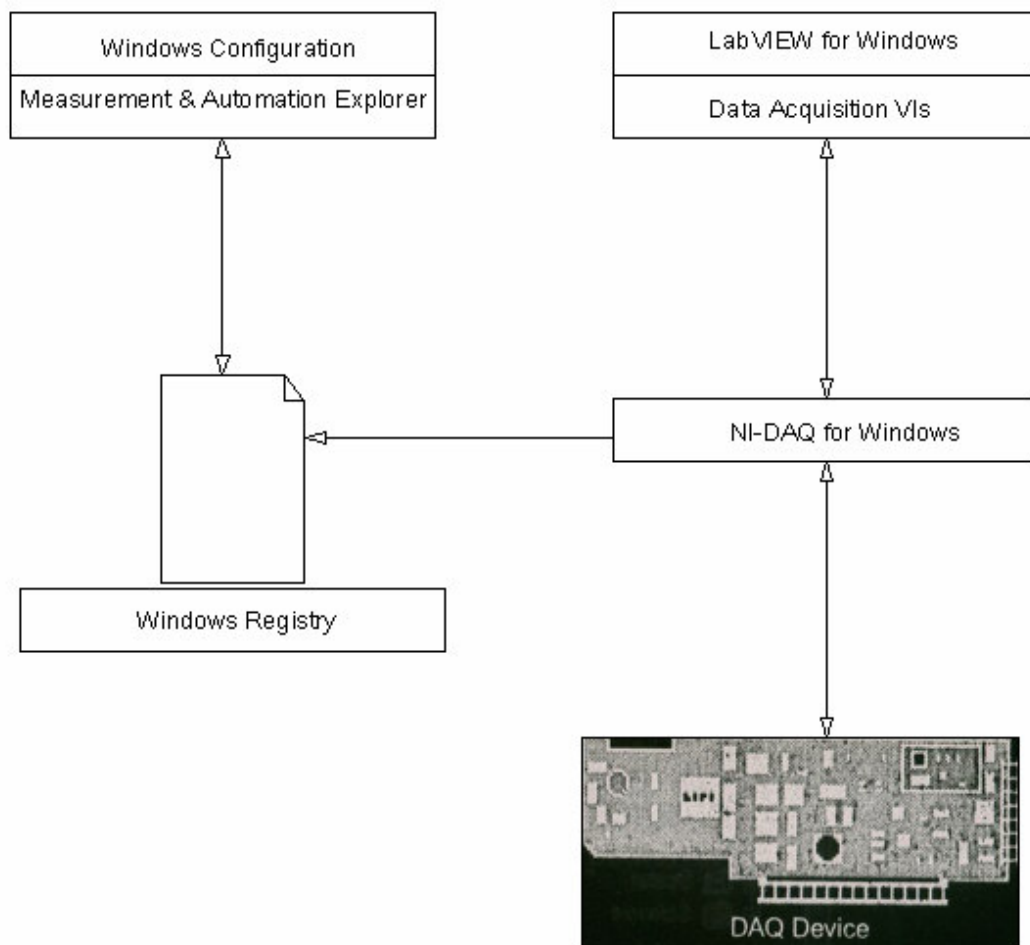 Windows Configuration
Measurement & Automation Explorer
LabVIEW for Windows
Data Acquisition VIs
NI-DAQ for Windows
Windows Registry
DAQ Device